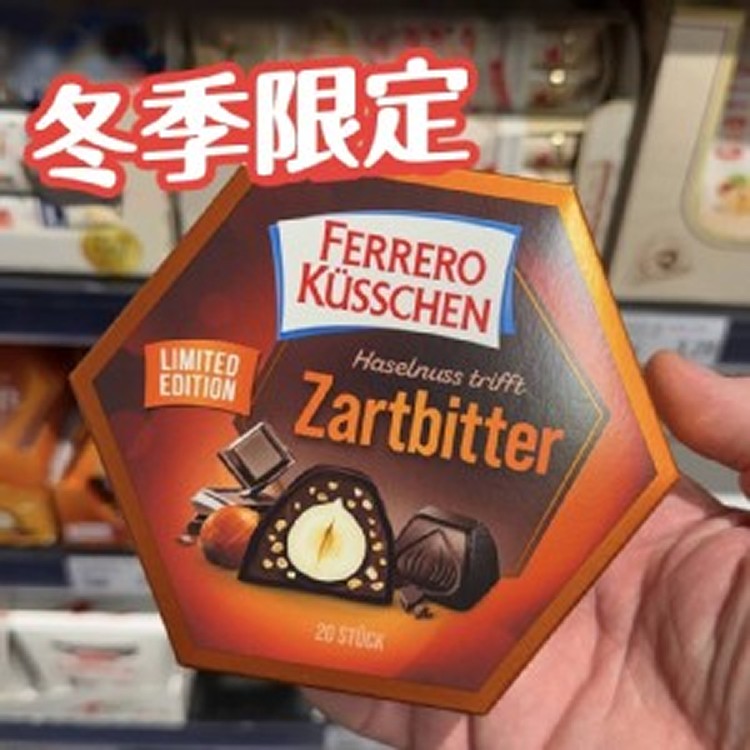 冬季限定
FERRERO
KÜSSCHEN
LIMITED
EDITION
Haselnuss trifft
Zartbitter
20 STÜCK